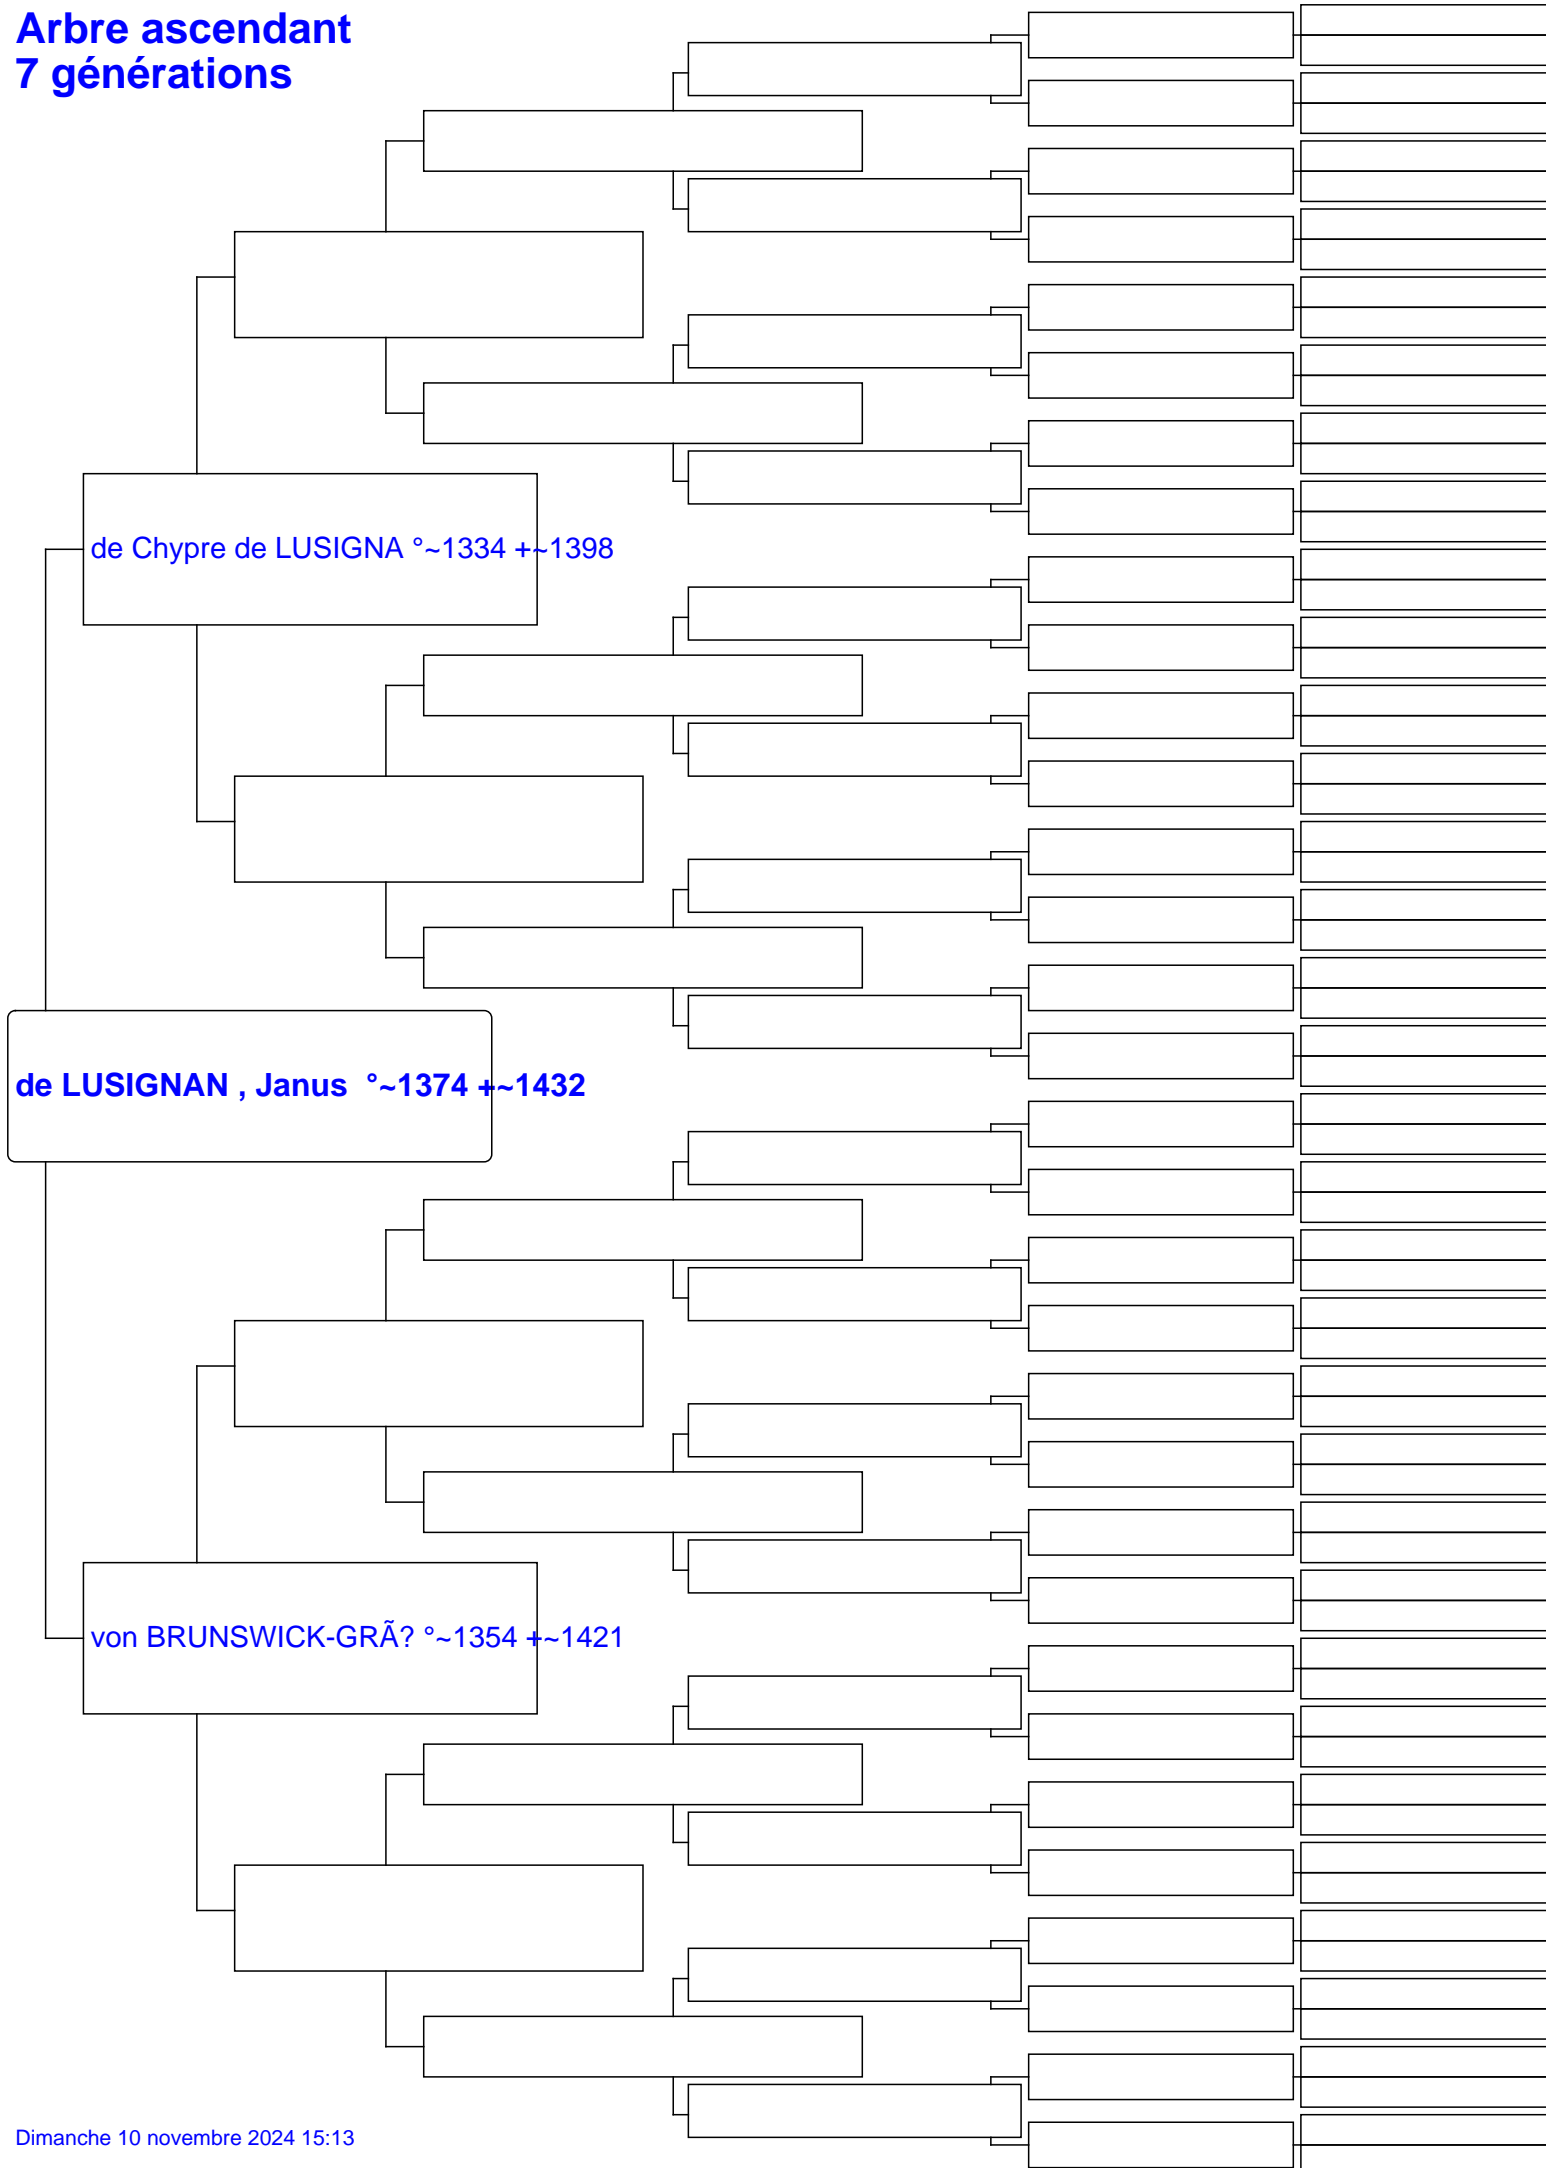 Arbre ascendant
7 générations
de Chypre de LUSIGNA °~1334 +~1398
de LUSIGNAN , Janus °~1374 +~1432
von BRUNSWICK-GRÃ? °~1354 +~1421
Dimanche 10 novembre 2024 15:13